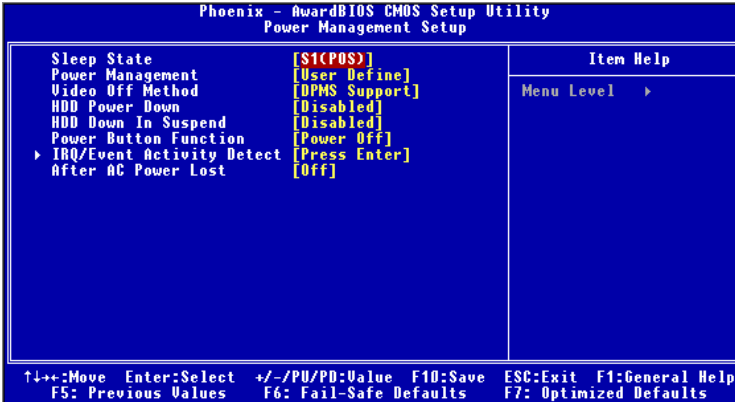 Phoenix - AwardBIOS CMOS Setup Utility
Power Management Setup
Sleep State [S1(POS)]
Power Management [User Define]
Video Off Method [DPMS Support]
HDD Power Down [Disabled]
HDD Down In Suspend [Disabled]
Power Button Function [Power Off]
IRQ/Event Activity Detect [Press Enter]
After AC Power Lost [Off]
Item Help
Menu Level
↑↓→←:Move Enter:Select +/-/PU/PD:Value F10:Save ESC:Exit F1:General Help
F5: Previous Values F6: Fail-Safe Defaults F7: Optimized Defaults